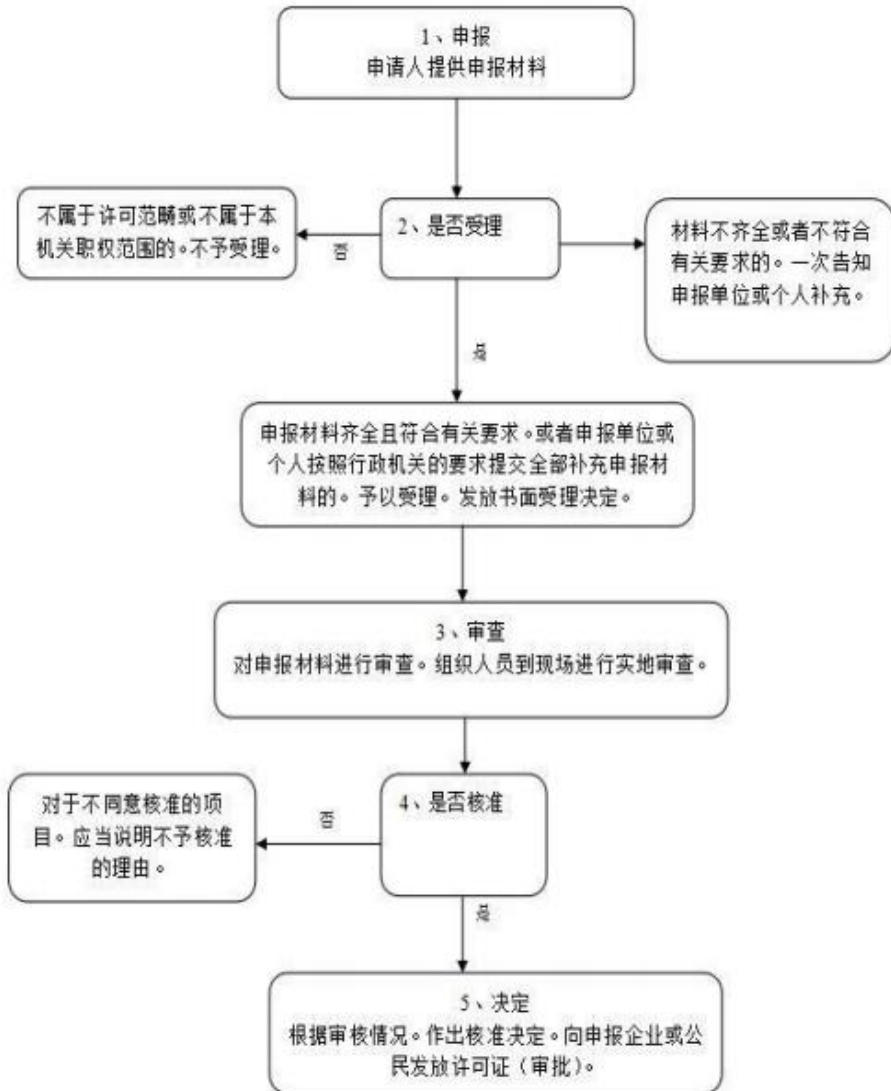 1、申报
申请人提供申报材料
不属于许可范畴或不属于本
机关职权范围的。不予受理。
否
2、是否受理
材料不齐全或者不符合
有关要求的。一次告知
申报单位或个人补充。
是
申报材料齐全且符合有关要求。或者申报单位或
个人按照行政机关的要求提交全部补充申报材
料的。予以受理。发放书面受理决定。
3、审查
对申报材料进行审查。组织人员到现场进行实地审查。
对于不同意核准的项
目。应当说明不予核准
的理由。
否
4、是否核准
是
5、决定
根据审核情况。作出核准决定。向申报企业或公
民发放许可证（审批）。